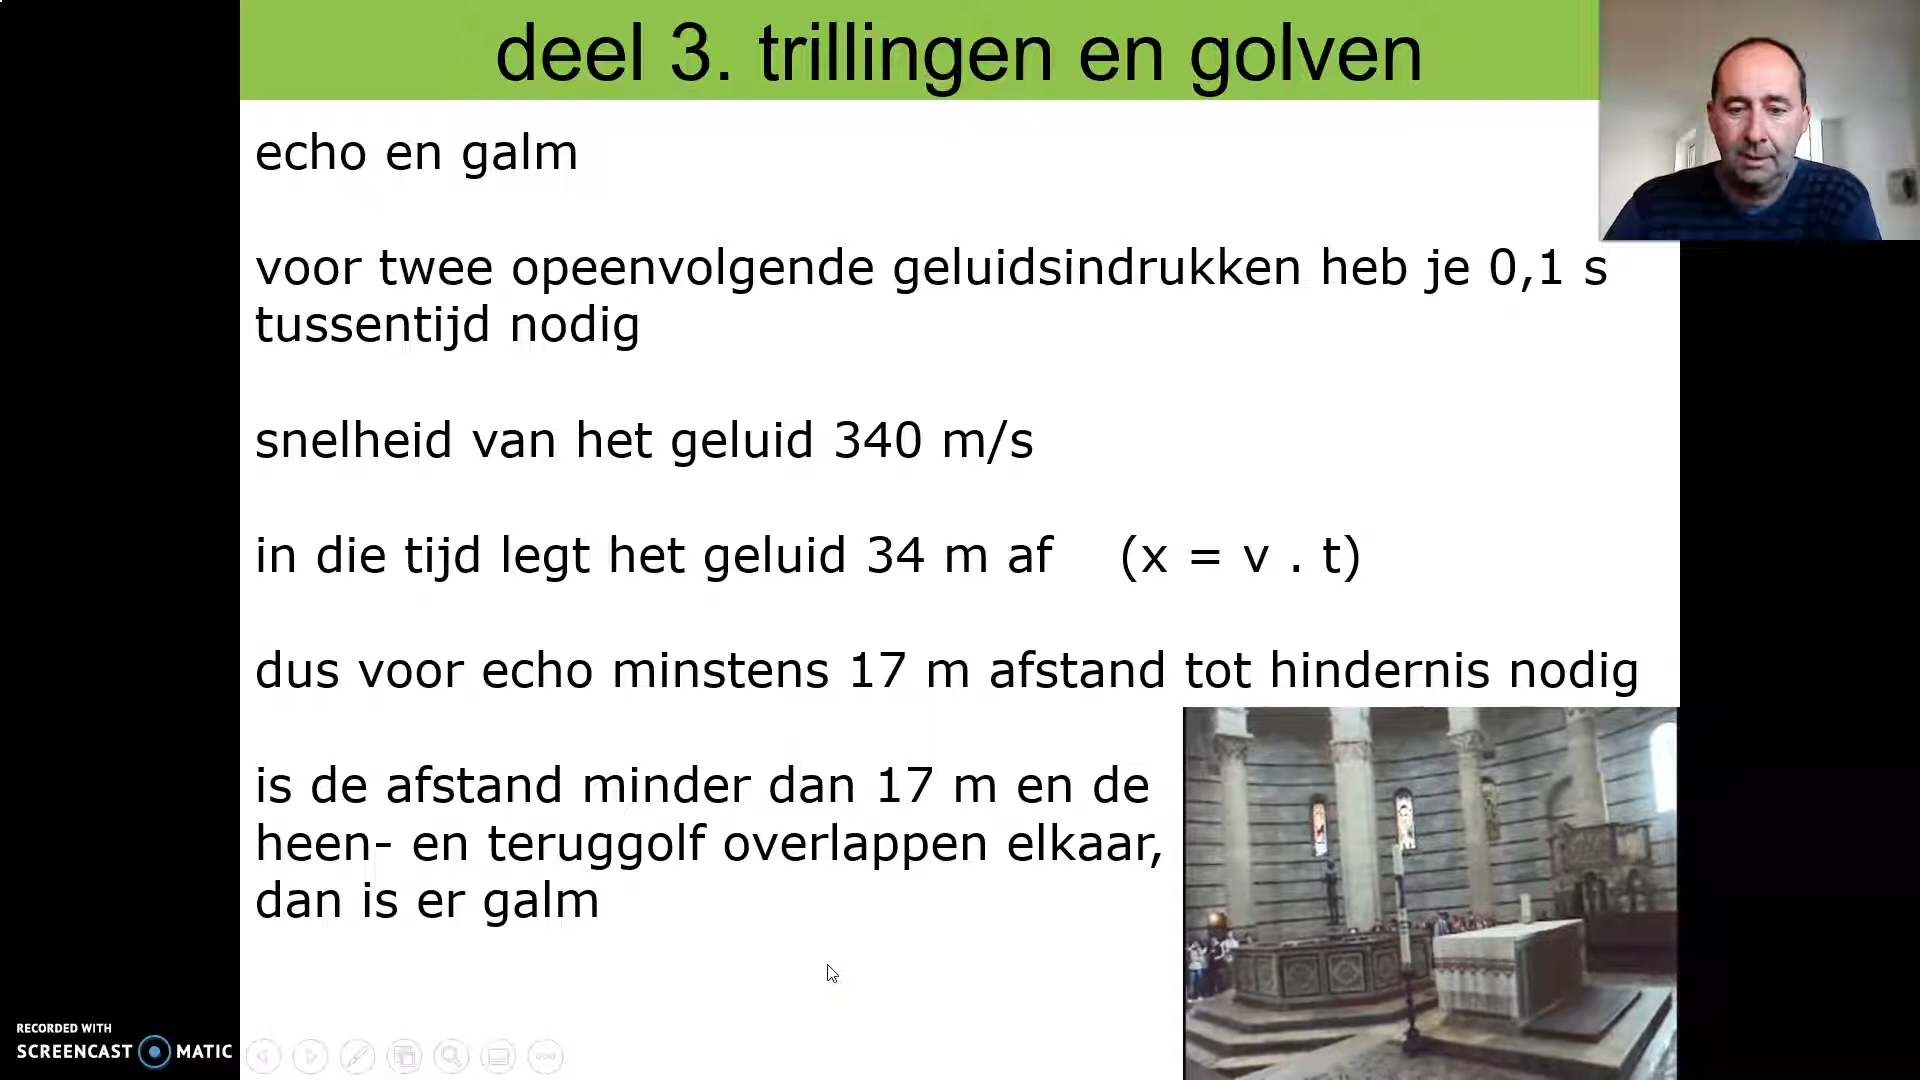 deel 3. trillingen en golven
echo en galm
voor twee opeenvolgende geluidsindrukken heb je 0,1 s
tussentijd nodig
snelheid van het geluid 340 m/s
in die tijd legt het geluid 34 m af (x = v . t)
dus voor echo minstens 17 m afstand tot hindernis nodig
is de afstand minder dan 17 m en de
heen- en teruggolf overlappen elkaar,
dan is er galm
RECORDED WITH
SCREENCAST MATIC